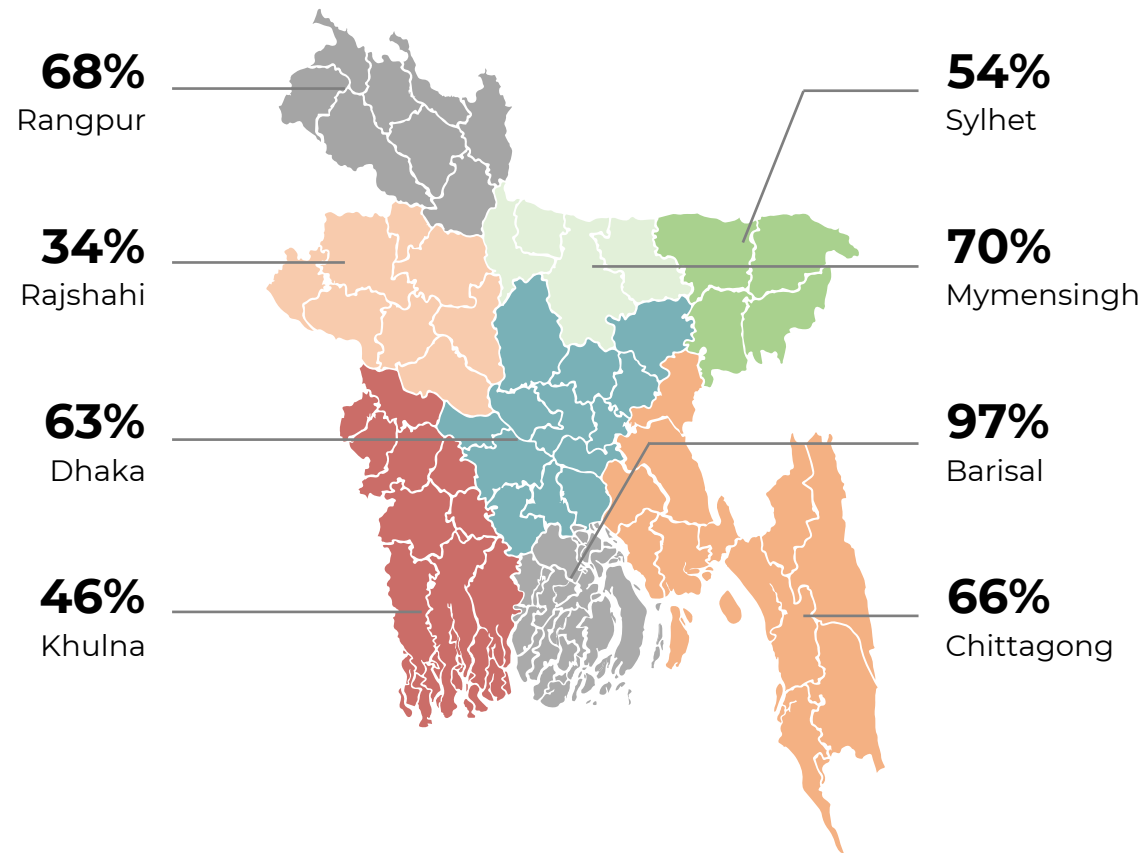 68%
Rangpur
34%
Rajshahi
63%
Dhaka
46%
Khulna
54%
Sylhet
70%
Mymensingh
97%
Barisal
66%
Chittagong